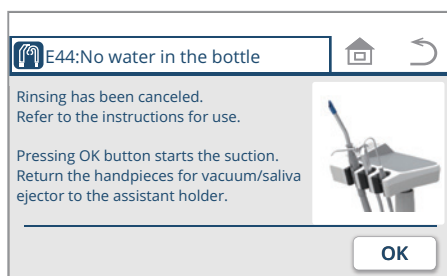 E44:No water in the bottle
Rinsing has been canceled.
Refer to the instructions for use.
Pressing OK button starts the suction.
Return the handpieces for vacuum/saliva
ejector to the assistant holder.
OK